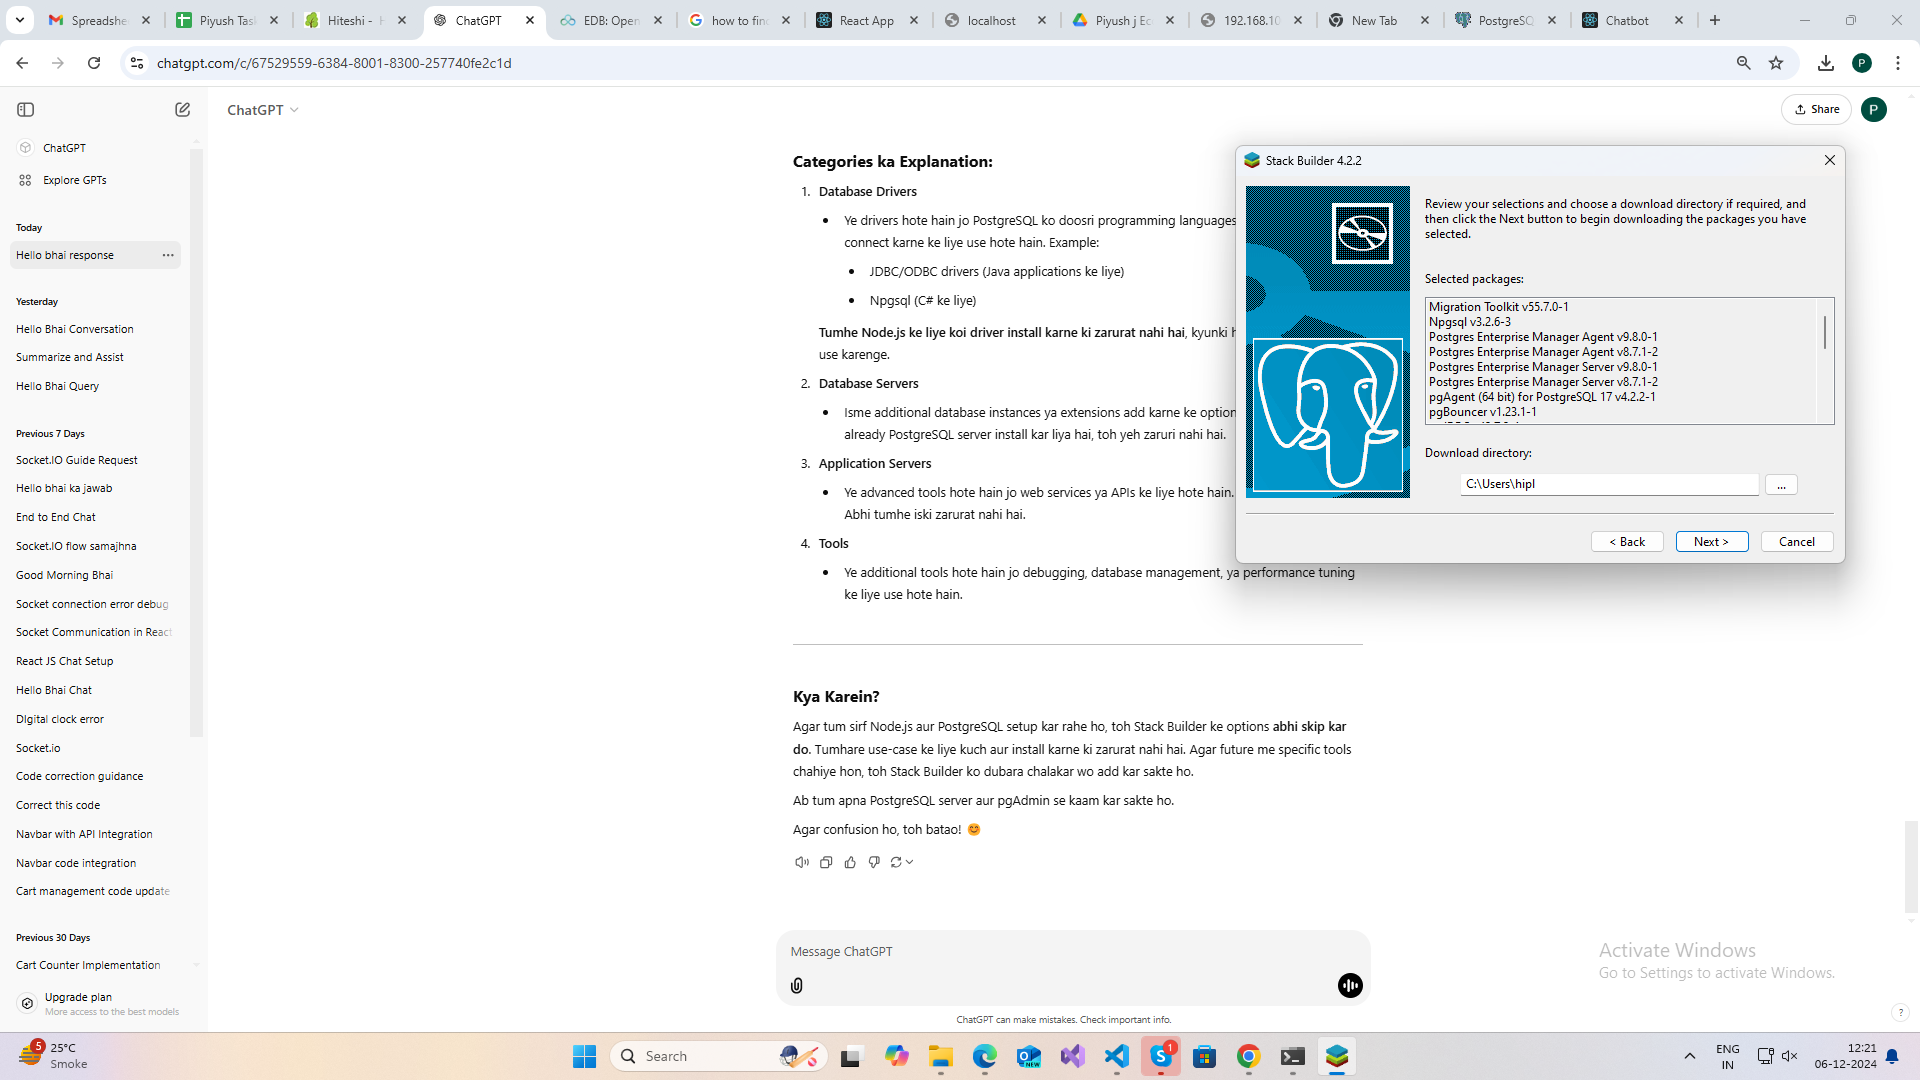 Spreadshe
Piyush Tas
Hiteshi - H
ChatGPT
EDB: Open
how to fin
React App
localhost
Piyush j Ec
192.168.10
New Tab
PostgreSQ
Chatbot
chatgpt.com/c/67529559-6384-8001-8300-257740fe2c1d
P
ChatGPT
Share
P
ChatGPT
Explore GPTs
Today
Hello bhai response
Yesterday
Hello Bhai Conversation
Summarize and Assist
Hello Bhai Query
Previous 7 Days
Socket.IO Guide Request
Hello bhai ka jawab
End to End Chat
Socket.IO flow samajhna
Good Morning Bhai
Socket connection error debug
Socket Communication in React
React JS Chat Setup
Hello Bhai Chat
DIgital clock error
Socket.io
Code correction guidance
Correct this code
Navbar with API Integration
Navbar code integration
Cart management code update
Previous 30 Days
Cart Counter Implementation
Upgrade plan
More access to the best models
Categories ka Explanation:
1. Database Drivers
Ye drivers hote hain jo PostgreSQL ko doosri programming languages
connect karne ke liye use hote hain. Example:
JDBC/ODBC drivers (Java applications ke liye)
Npgsql (C# ke liye)
Tumhe Node.js ke liye koi driver install karne ki zarurat nahi hai, kyunki
use karenge.
2. Database Servers
Isme additional database instances ya extensions add karne ke option
already PostgreSQL server install kar liya hai, toh yeh zaruri nahi hai.
3. Application Servers
Ye advanced tools hote hain jo web services ya APIs ke liye hote hain.
Abhi tumhe iski zarurat nahi hai.
4. Tools
Ye additional tools hote hain jo debugging, database management, ya performance tuning
ke liye use hote hain.
Kya Karein?
Agar tum sirf Node.js aur PostgreSQL setup kar rahe ho, toh Stack Builder ke options abhi skip kar
do. Tumhare use-case ke liye kuch aur install karne ki zarurat nahi hai. Agar future me specific tools
chahiye hon, toh Stack Builder ko dubara chalakar wo add kar sakte ho.
Ab tum apna PostgreSQL server aur pgAdmin se kaam kar sakte ho.
Agar confusion ho, toh batao! 😊
Message ChatGPT
ChatGPT can make mistakes. Check important info.
?
Stack Builder 4.2.2
Review your selections and choose a download directory if required, and
then click the Next button to begin downloading the packages you have
selected.
Selected packages:
Migration Toolkit v55.7.0-1
Npgsql v3.2.6-3
Postgres Enterprise Manager Agent v9.8.0-1
Postgres Enterprise Manager Agent v8.7.1-2
Postgres Enterprise Manager Server v9.8.0-1
Postgres Enterprise Manager Server v8.7.1-2
pgAgent (64 bit) for PostgreSQL 17 v4.2.2-1
pgBouncer v1.23.1-1
Download directory:
C:\Users\hipl
...
< Back
Next >
Cancel
Activate Windows
Go to Settings to activate Windows.
5
25°C
Smoke
Search
NEW
1
ENG
IN
12:21
06-12-2024